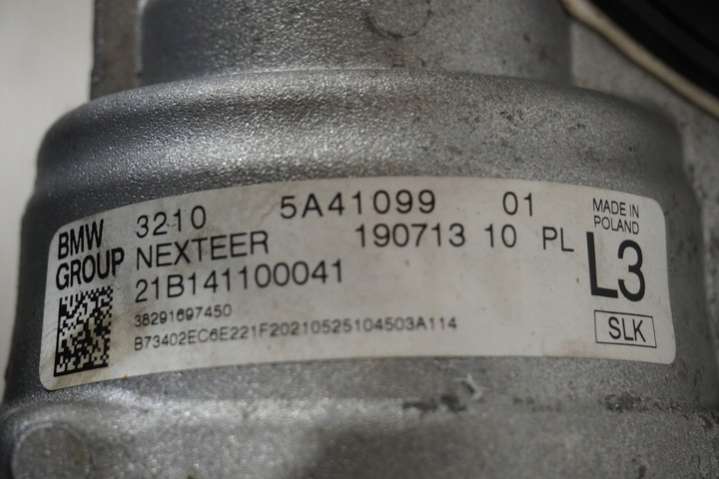 BMW GROUP
3210 5A41099 01
NEXTEER 190713 10 PL
21B141100041
38291697450
B73402EC6E221F20210525104503A114
MADE IN
POLAND
L3
SLK